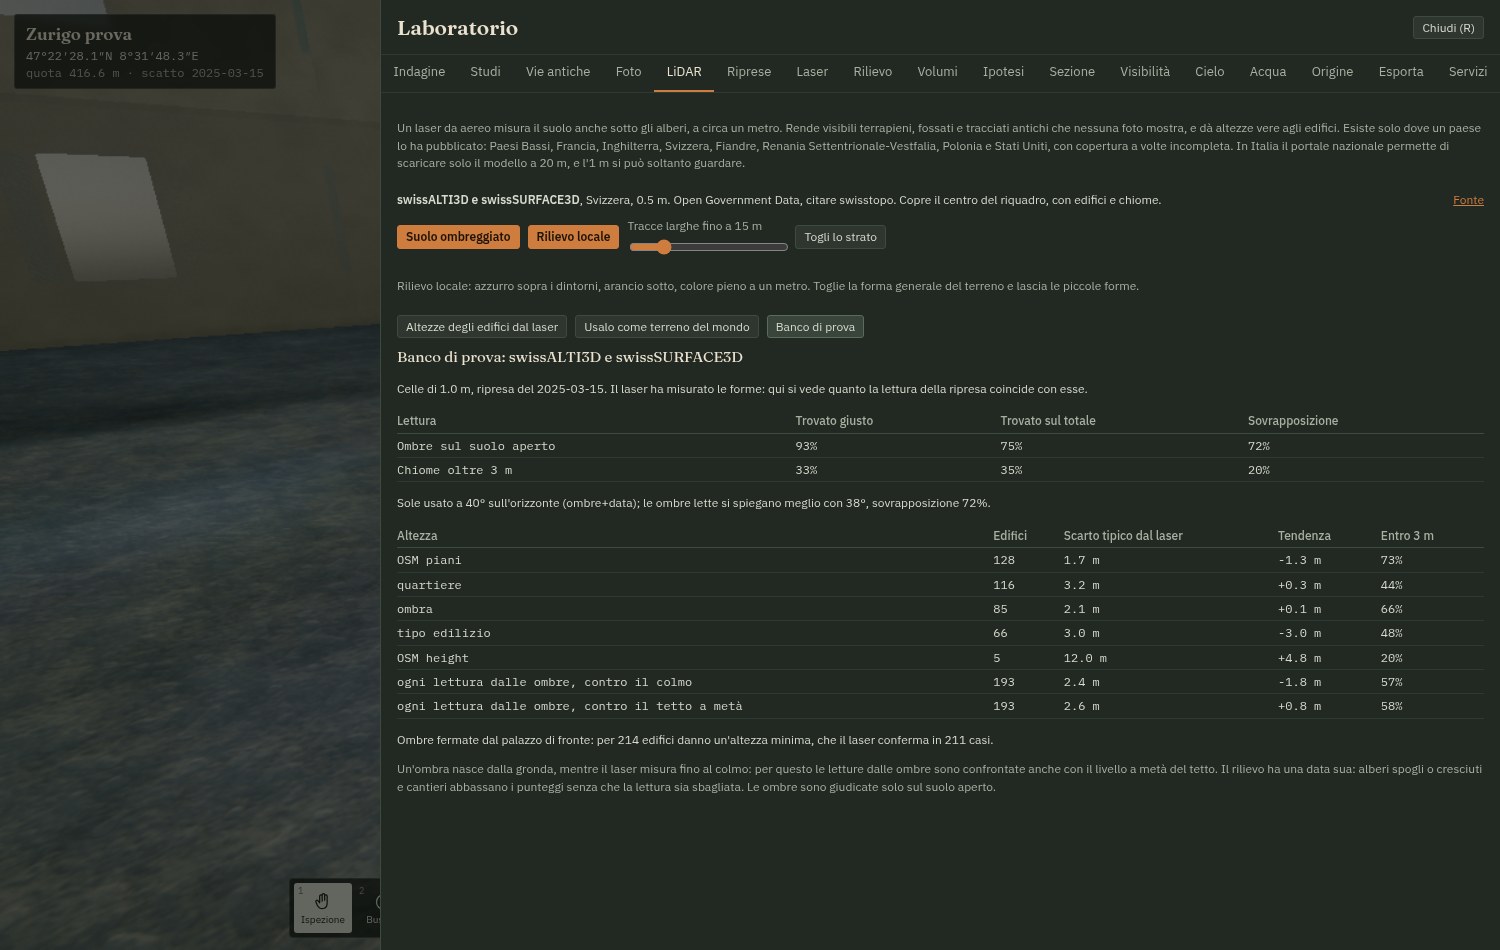 Zurigo prova
47°22'28.1"N 8°31'48.3"E
quota 416.6 m · scatto 2025-03-15
Laboratorio
Chiudi (R)
Indagine Studi Vie antiche Foto LiDAR Riprese Laser Rilievo Volumi Ipotesi Sezione Visibilità Cielo Acqua Origine Esporta Servizi
Un laser da aereo misura il suolo anche sotto gli alberi, a circa un metro. Rende visibili terrapieni, fossati e tracciati antichi che nessuna foto mostra, e dà altezze vere agli edifici. Esiste solo dove un paese
lo ha pubblicato: Paesi Bassi, Francia, Inghilterra, Svizzera, Fiandre, Renania Settentrionale-Vestfalia, Polonia e Stati Uniti, con copertura a volte incompleta. In Italia il portale nazionale permette di
scaricare solo il modello a 20 m, e l'1 m si può soltanto guardare.
swissALTI3D e swissSURFACE3D, Svizzera, 0.5 m. Open Government Data, citare swisstopo. Copre il centro del riquadro, con edifici e chiome. Fonte
Tracce larghe fino a 15 m
Suolo ombreggiato Rilievo locale Togli lo strato
Rilievo locale: azzurro sopra i dintorni, arancio sotto, colore pieno a un metro. Toglie la forma generale del terreno e lascia le piccole forme.
Altezze degli edifici dal laser Usalo come terreno del mondo Banco di prova
Banco di prova: swissALTI3D e swissSURFACE3D
Celle di 1.0 m, ripresa del 2025-03-15. Il laser ha misurato le forme: qui si vede quanto la lettura della ripresa coincide con esse.
Lettura Trovato giusto Trovato sul totale Sovrapposizione
Ombre sul suolo aperto 93% 75% 72%
Chiome oltre 3 m 33% 35% 20%
Sole usato a 40° sull'orizzonte (ombre+data); le ombre lette si spiegano meglio con 38°, sovrapposizione 72%.
Altezza Edifici Scarto tipico dal laser Tendenza Entro 3 m
OSM piani 128 1.7 m -1.3 m 73%
quartiere 116 3.2 m +0.3 m 44%
ombra 85 2.1 m +0.1 m 66%
tipo edilizio 66 3.0 m -3.0 m 48%
OSM height 5 12.0 m +4.8 m 20%
ogni lettura dalle ombre, contro il colmo 193 2.4 m -1.8 m 57%
ogni lettura dalle ombre, contro il tetto a metà 193 2.6 m +0.8 m 58%
Ombre fermate dal palazzo di fronte: per 214 edifici danno un'altezza minima, che il laser conferma in 211 casi.
Un'ombra nasce dalla gronda, mentre il laser misura fino al colmo: per questo le letture dalle ombre sono confrontate anche con il livello a metà del tetto. Il rilievo ha una data sua: alberi spogli o cresciuti
e cantieri abbassano i punteggi senza che la lettura sia sbagliata. Le ombre sono giudicate solo sul suolo aperto.
1 2
Ispezione